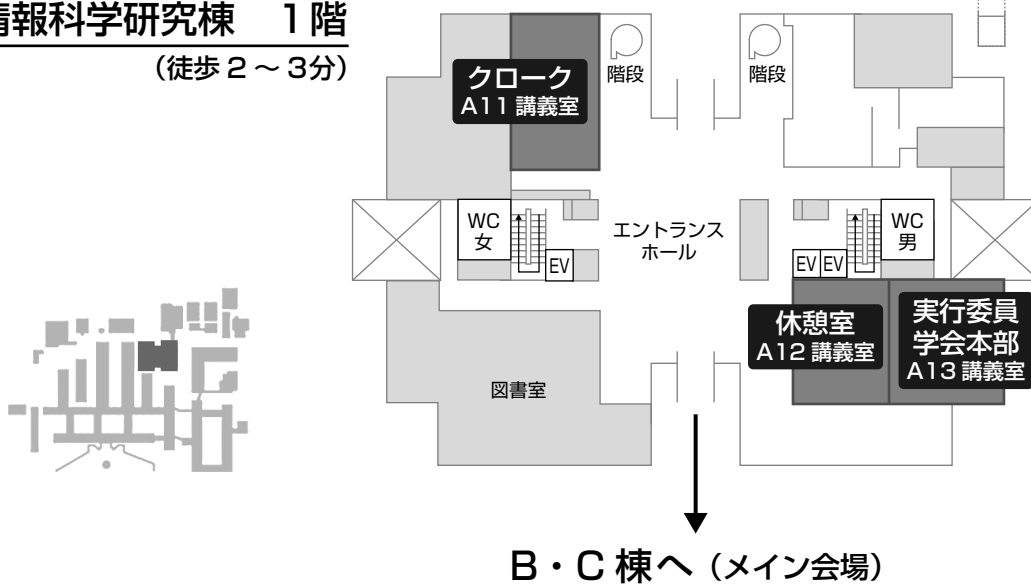 情報科学研究棟 1階
（徒歩2～3分）
クローク
A11 講義室
階段
階段
WC
女
EV
エントランス
ホール
WC
男
EV EV
休憩室
A12 講義室
実行委員
学会本部
A13 講義室
図書室
B・C 棟へ（メイン会場）